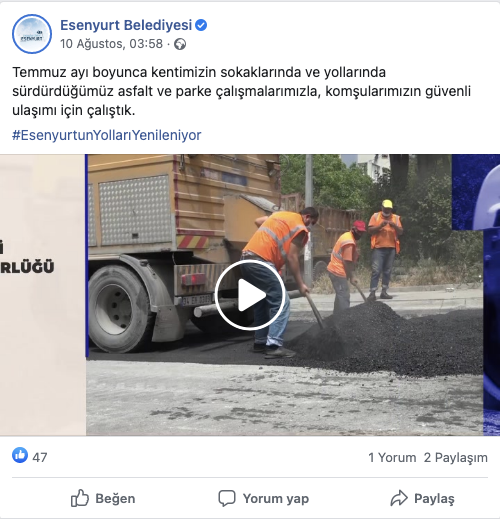 Esenyurt Belediyesi
10 Ağustos, 03:58 ·
Temmuz ayı boyunca kentimizin sokaklarında ve yollarında
sürdürdüğümüz asfalt ve parke çalışmalarımızla, komşularımızın güvenli
ulaşımı için çalıştık.
#EsenyurtunYollarıYenileniyor
İ
RLÜĞÜ
47
1 Yorum 2 Paylaşım
Beğen
Yorum yap
Paylaş